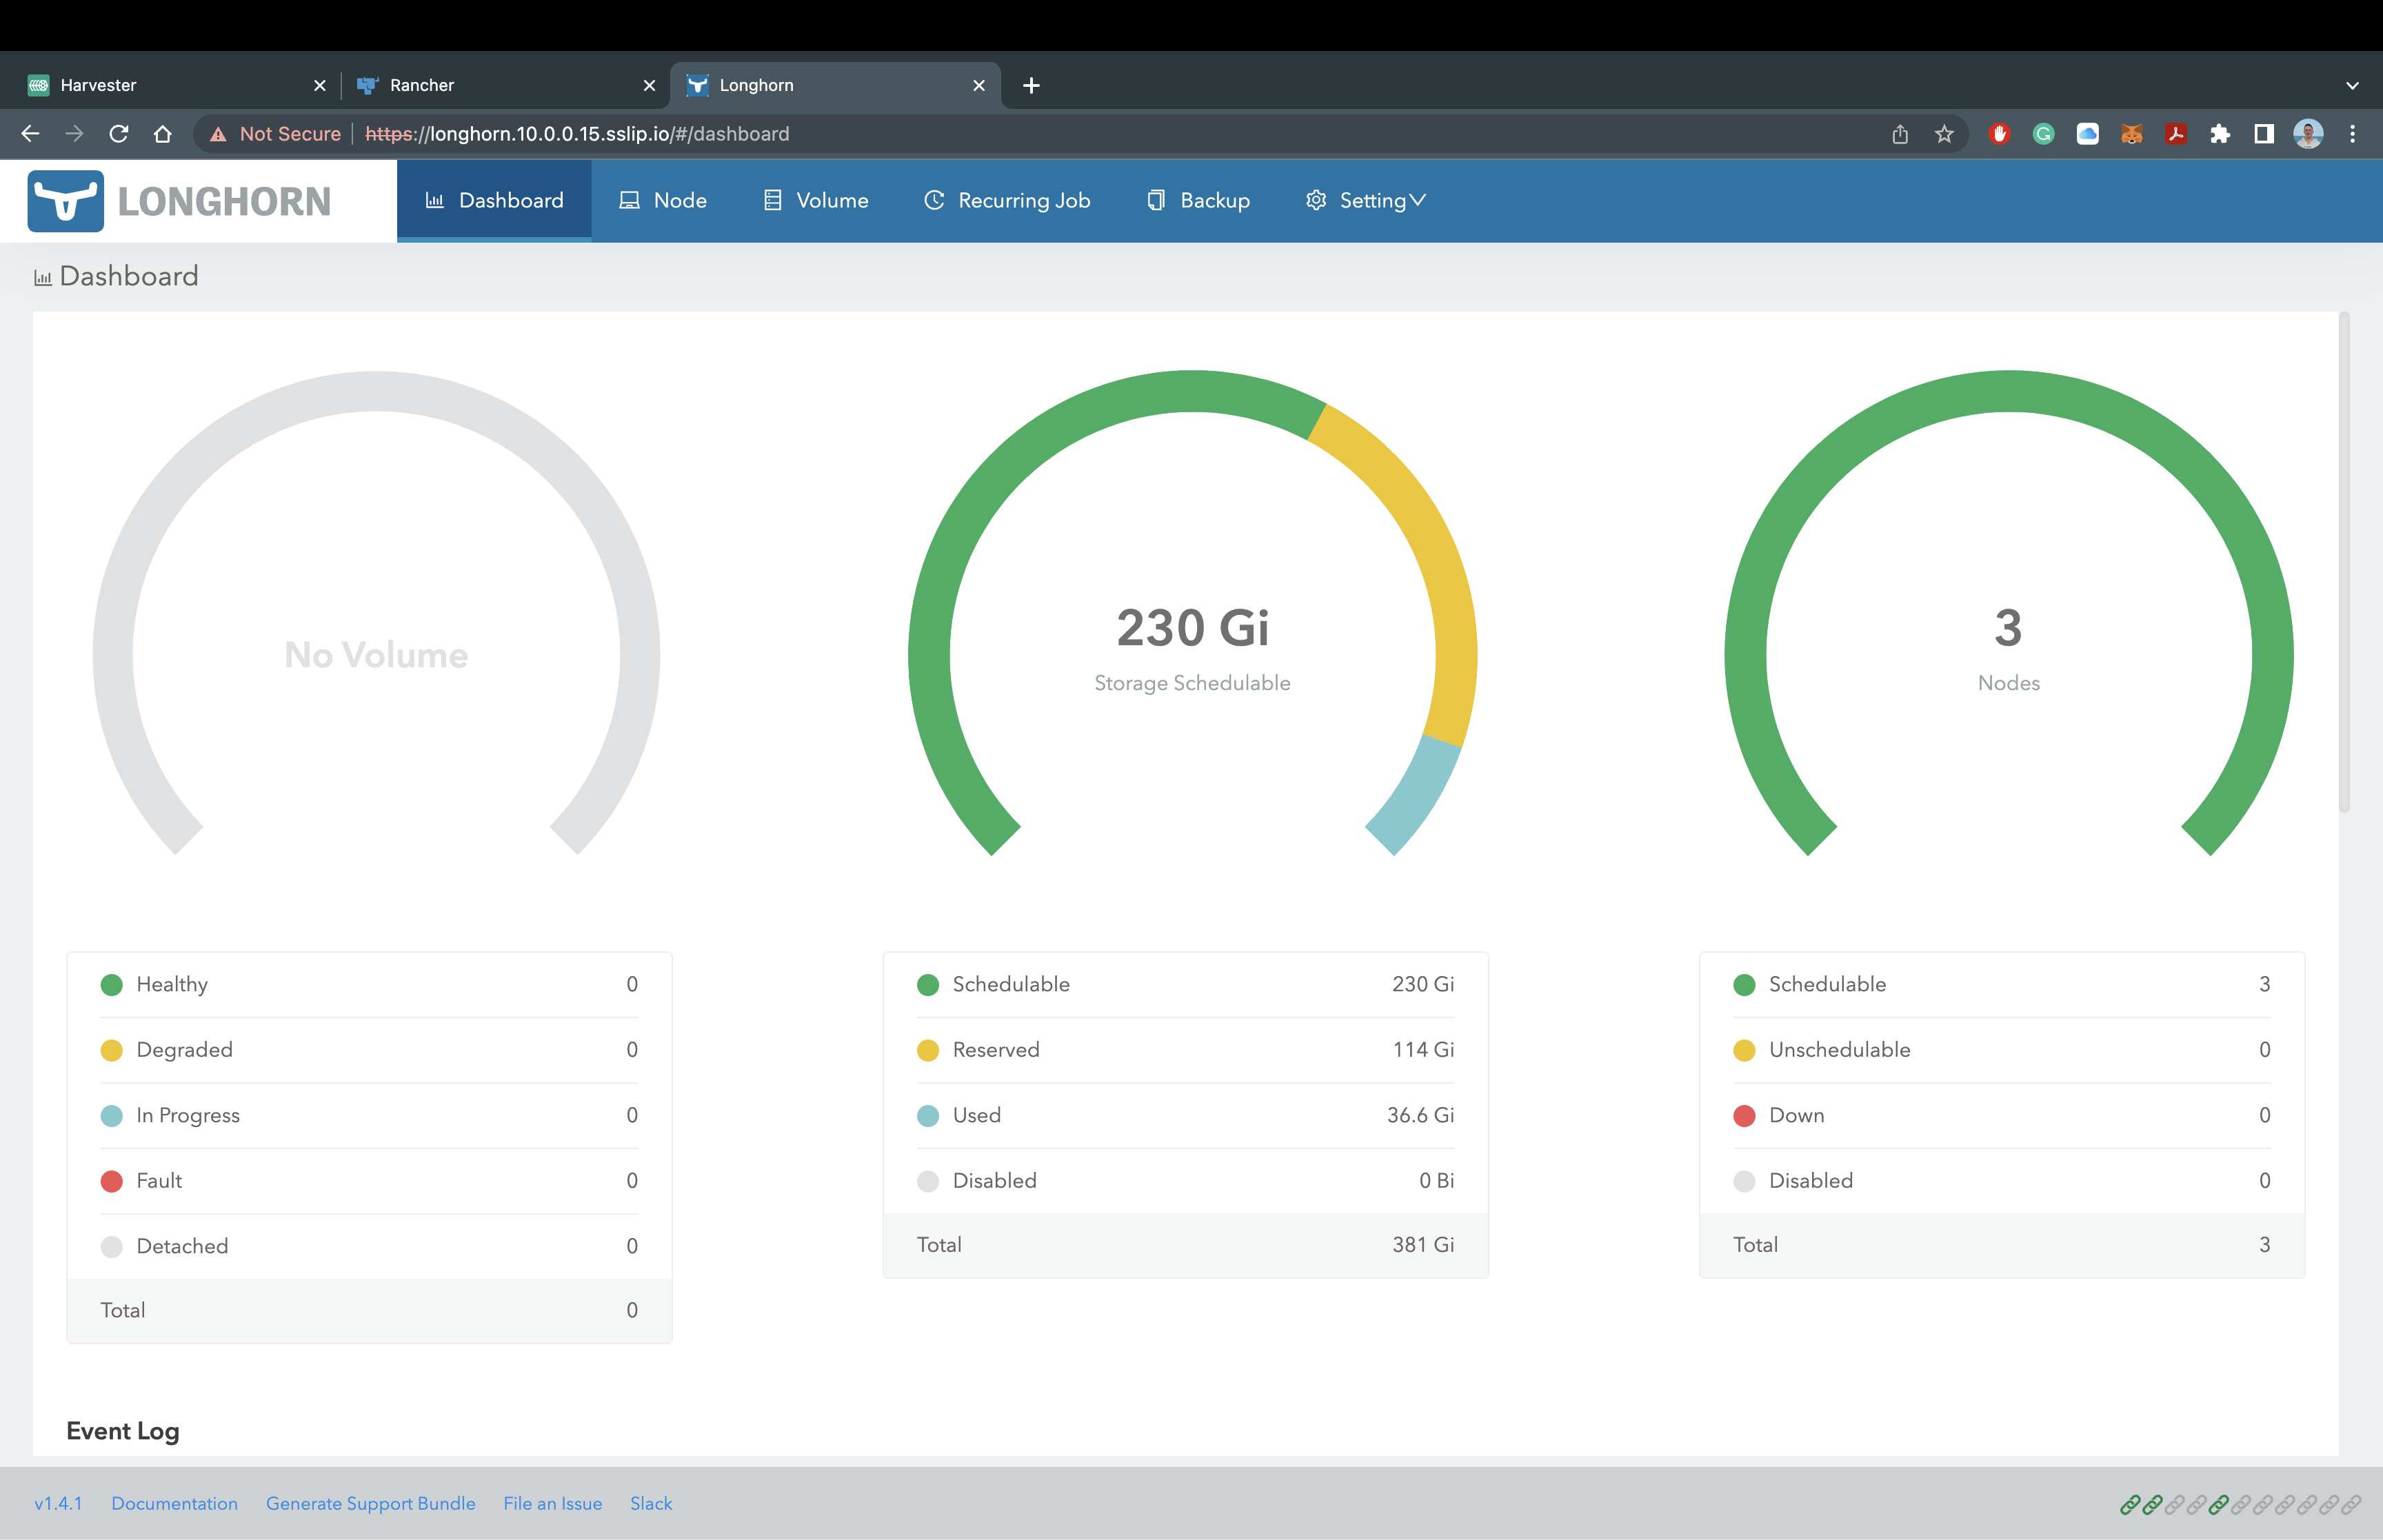 Harvester
Rancher
Longhorn
Not Secure https://longhorn.10.0.0.15.sslip.io/#/dashboard
LONGHORN
Dashboard
Node
Volume
Recurring Job
Backup
Setting
Dashboard
No Volume
230 Gi
Storage Schedulable
3
Nodes
Healthy 0
Degraded 0
In Progress 0
Fault 0
Detached 0
Total 0
Schedulable 230 Gi
Reserved 114 Gi
Used 36.6 Gi
Disabled 0 Bi
Total 381 Gi
Schedulable 3
Unschedulable 0
Down 0
Disabled 0
Total 3
Event Log
v1.4.1 Documentation Generate Support Bundle File an Issue Slack